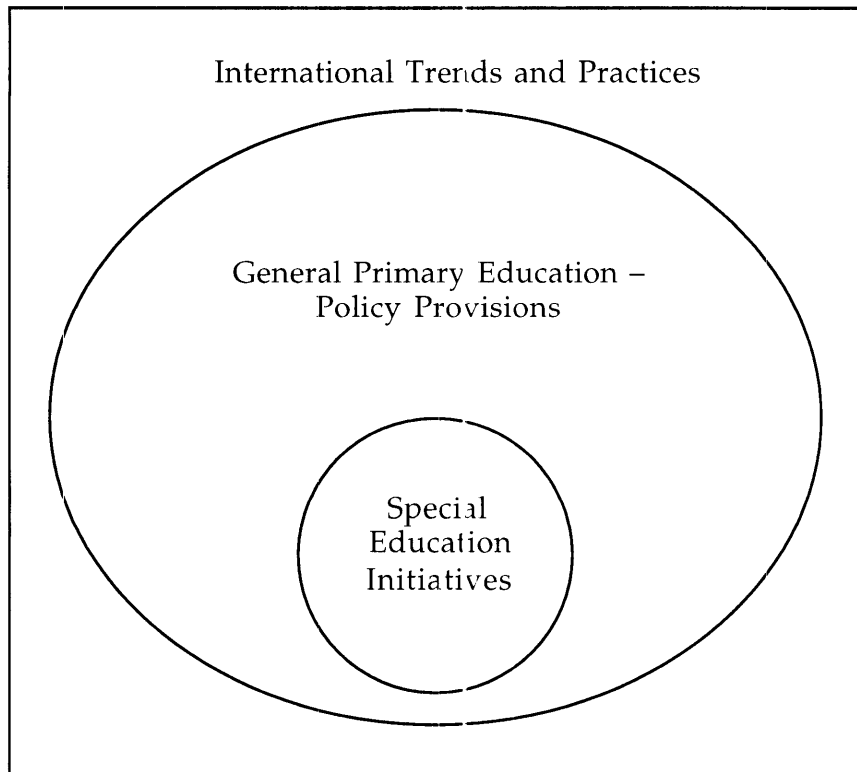 International Trends and Practices
General Primary Education –
Policy Provisions
Special
Education
Initiatives